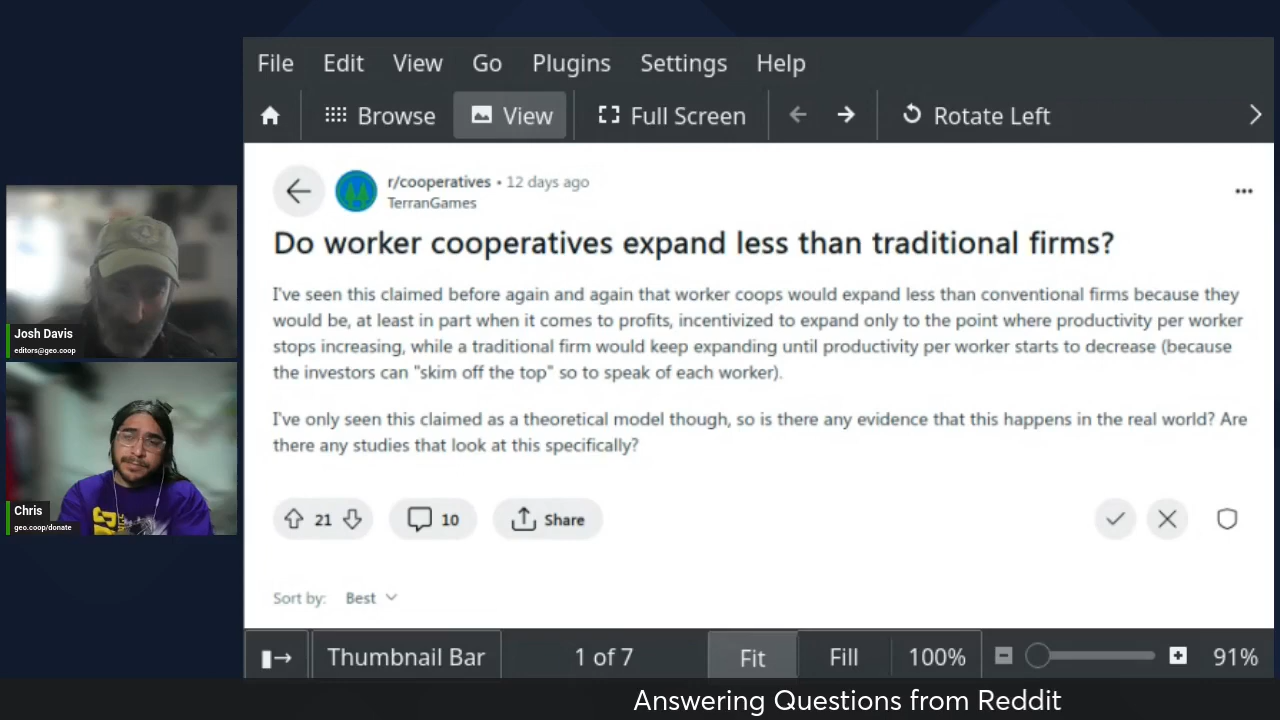 File Edit View Go Plugins Settings Help
Browse View Full Screen Rotate Left
r/cooperatives • 12 days ago
TerranGames
Do worker cooperatives expand less than traditional firms?
I've seen this claimed before again and again that worker coops would expand less than conventional firms because they
would be, at least in part when it comes to profits, incentivized to expand only to the point where productivity per worker
stops increasing, while a traditional firm would keep expanding until productivity per worker starts to decrease (because
the investors can "skim off the top" so to speak of each worker).
I've only seen this claimed as a theoretical model though, so is there any evidence that this happens in the real world? Are
there any studies that look at this specifically?
21 10 Share
Sort by: Best
Thumbnail Bar 1 of 7 Fit Fill 100% 91%
Josh Davis
editors@geo.coop
Chris
geo.coop/donate
Answering Questions from Reddit